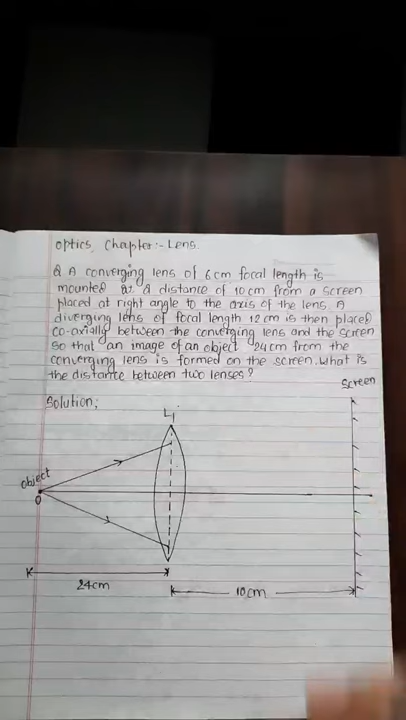 optics, Chapter:- Lens.
Q A converging lens of 6cm focal length is
mounted at a distance of 10cm from a screen
placed at right angle to the axis of the lens A
diverging lens of focal length 12cm is then placed
co-axially between the converging lens and the screen
so that an image of an object 24cm from the
converging lens is formed on the screen. what is
the distance between two lenses?
Screen
Solution;
L1
object
O
24cm
10cm